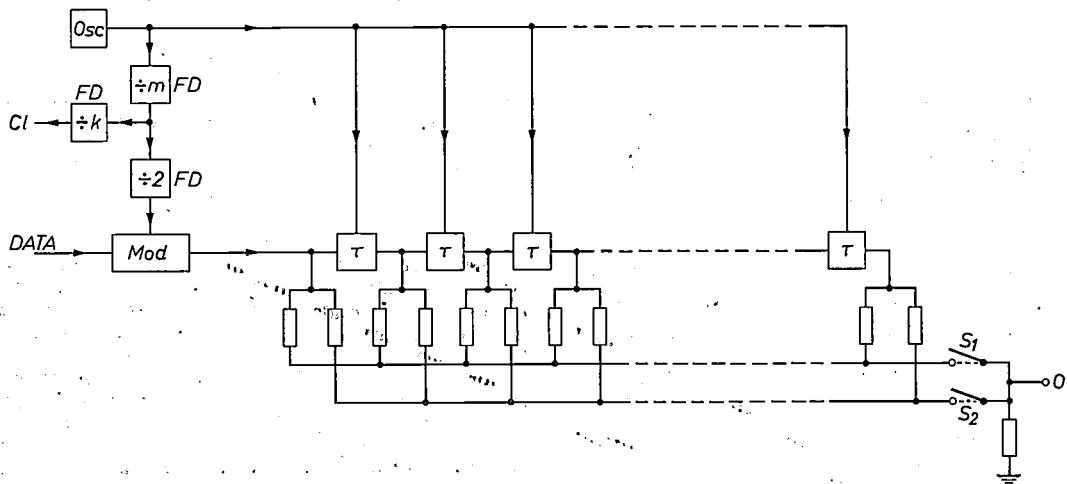 Osc
÷m FD
FD
Cl ÷k
÷2 FD
DATA Mod τ τ τ τ
S1
O
S2